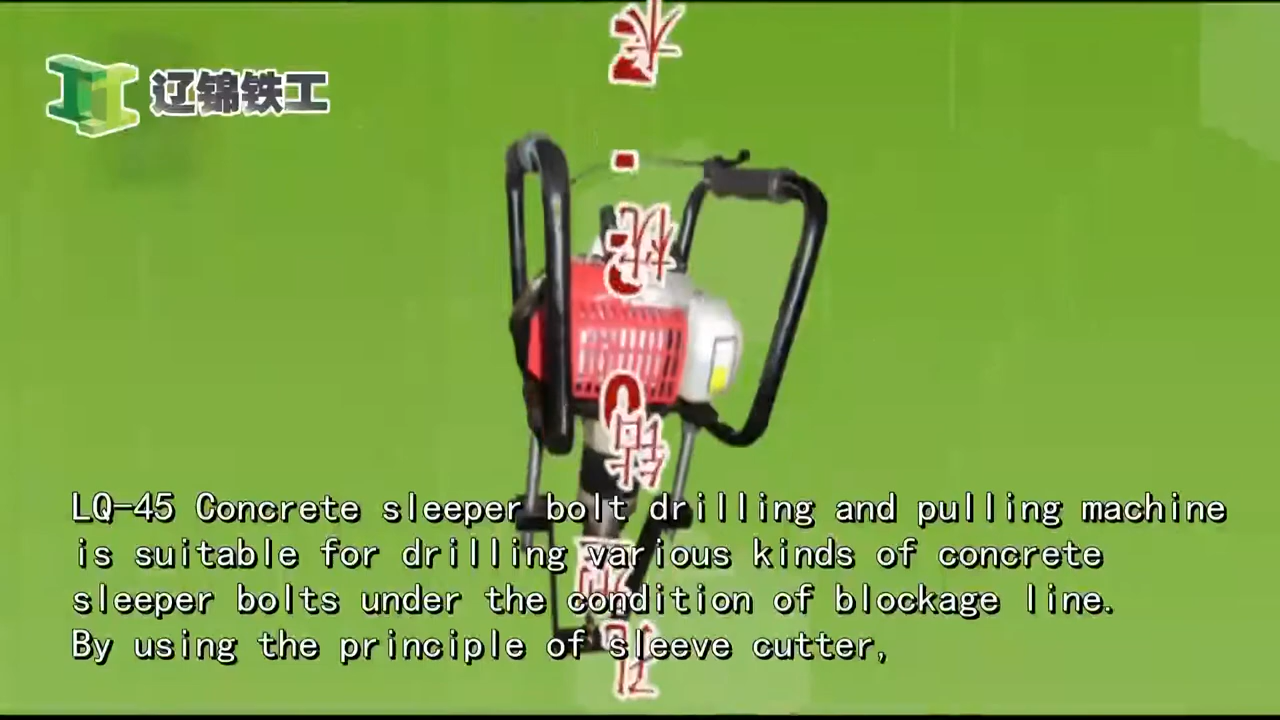 辽锦铁工
LQ-45 Concrete sleeper bolt drilling and pulling machine
is suitable for drilling various kinds of concrete
sleeper bolts under the condition of blockage line.
By using the principle of sleeve cutter,